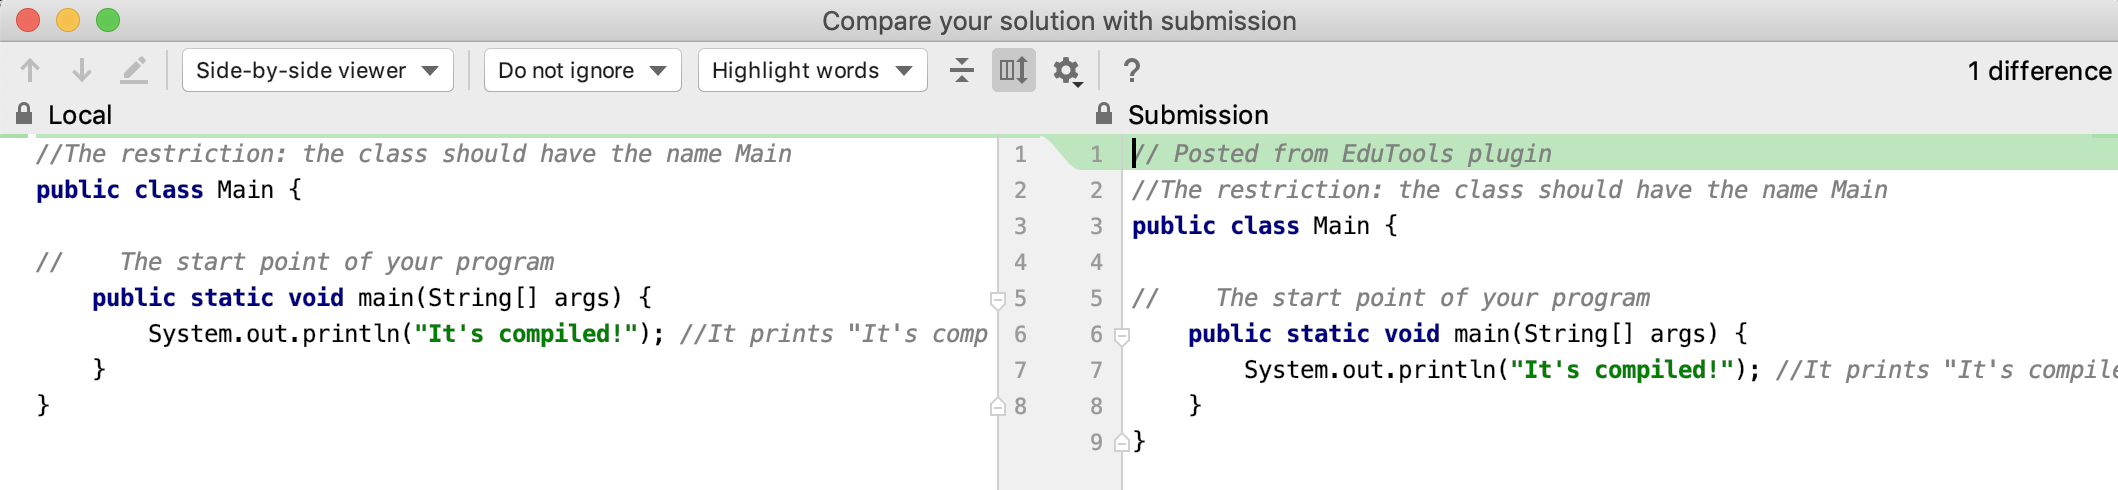 Compare your solution with submission
Side-by-side viewer Do not ignore Highlight words ? 1 difference
Local
//The restriction: the class should have the name Main 1
public class Main { 2
3
//    The start point of your program 4
    public static void main(String[] args) { 5
        System.out.println("It's compiled!"); //It prints "It's comp 6
    } 7
} 8
Submission
1 // Posted from EduTools plugin
2 //The restriction: the class should have the name Main
3 public class Main {
4
5 //    The start point of your program
6     public static void main(String[] args) {
7         System.out.println("It's compiled!"); //It prints "It's compile
8     }
9 }